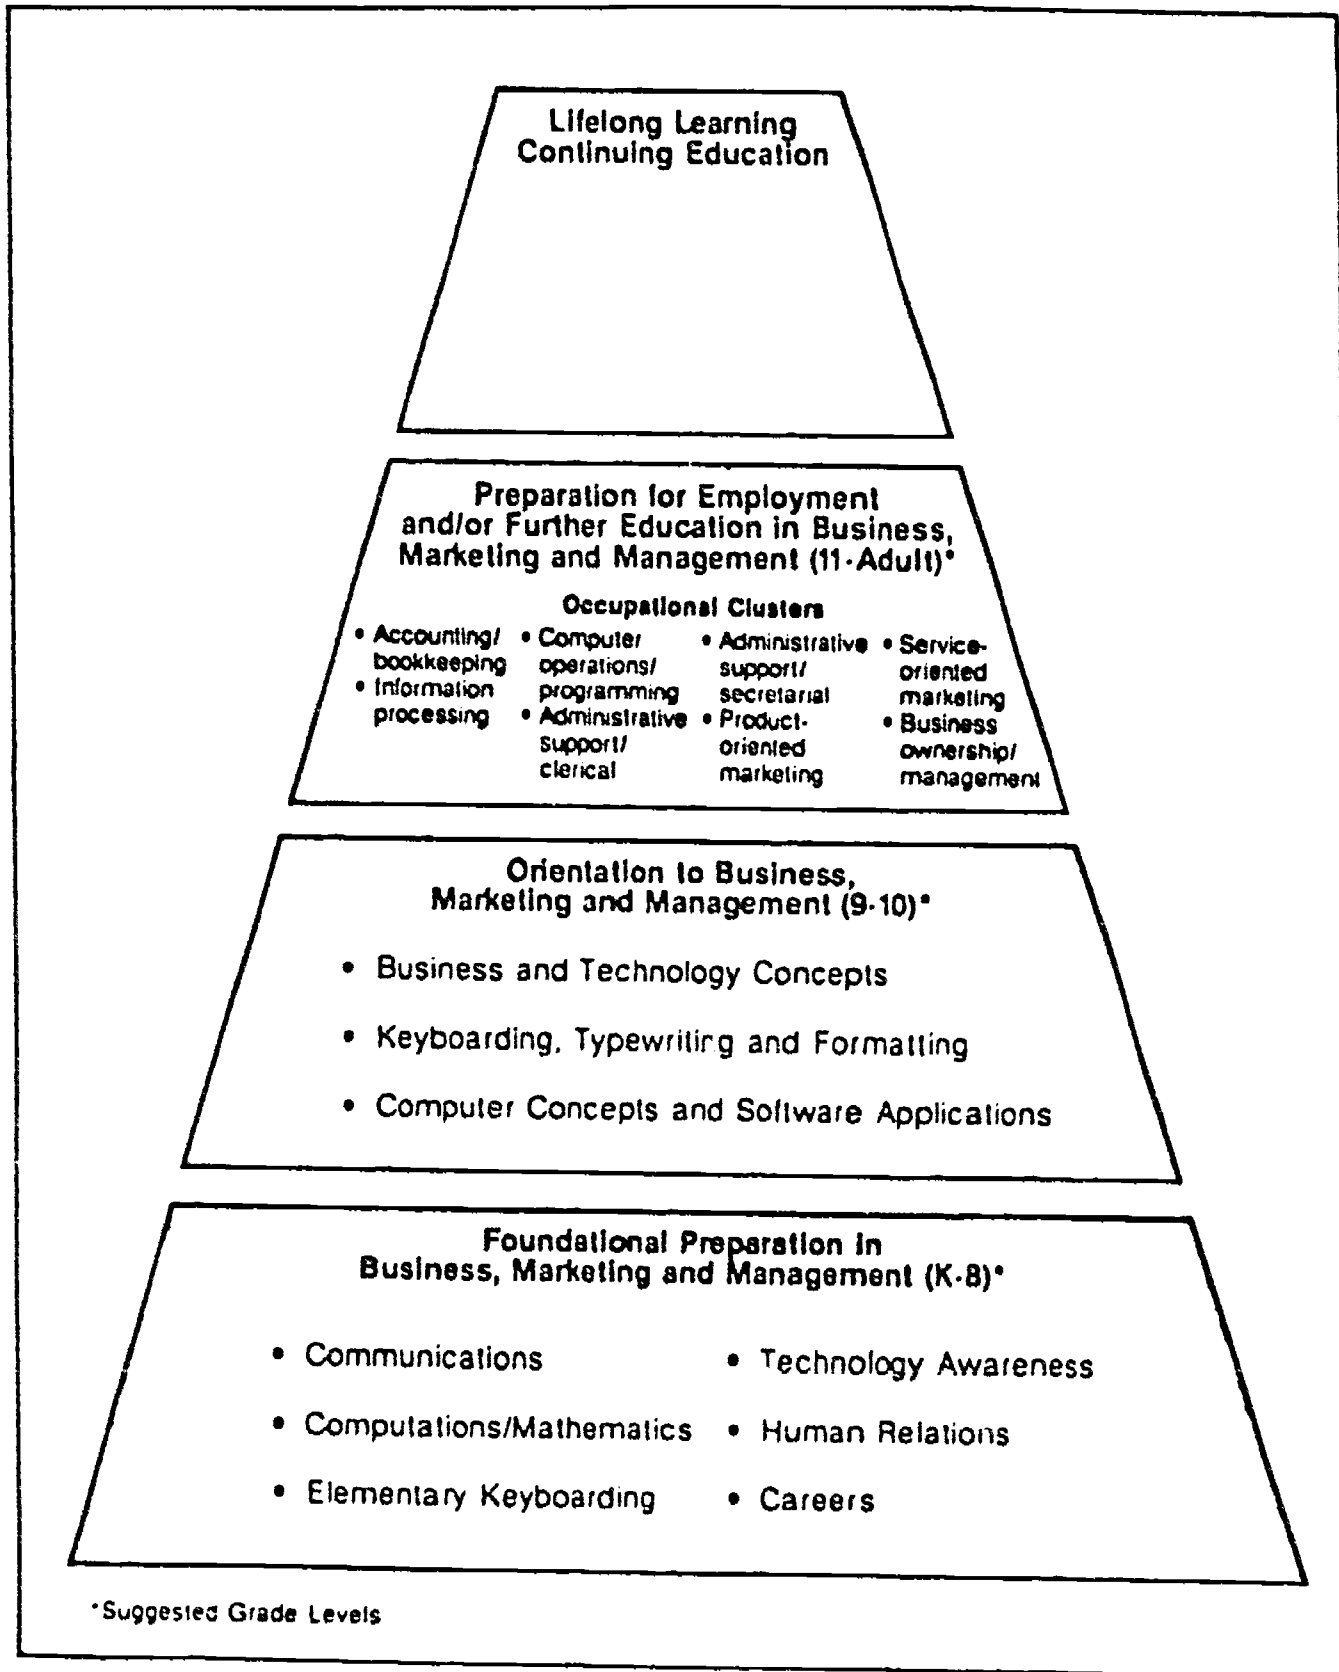 Lifelong Learning
Continuing Education
Preparation for Employment
and/or Further Education in Business,
Marketing and Management (11-Adult)*
Occupational Clusters
• Accounting/
bookkeeping
• Information
processing
• Computer
operations/
programming
• Administrative
support/
clerical
• Administrative
support/
secretarial
• Product-
oriented
marketing
• Service-
oriented
marketing
• Business
ownership/
management
Orientation to Business,
Marketing and Management (9-10)*
• Business and Technology Concepts
• Keyboarding, Typewriting and Formatting
• Computer Concepts and Software Applications
Foundational Preparation in
Business, Marketing and Management (K-8)*
• Communications
• Computations/Mathematics
• Elementary Keyboarding
• Technology Awareness
• Human Relations
• Careers
*Suggested Grade Levels